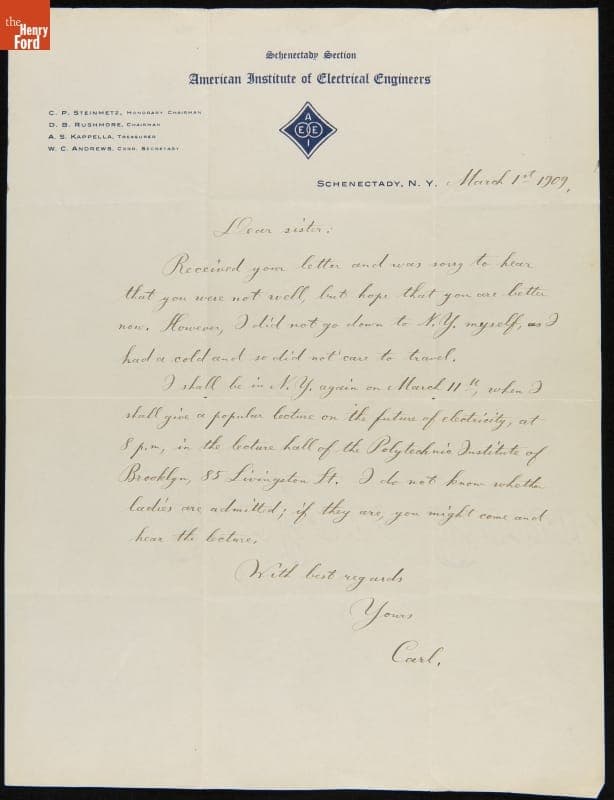 the
Henry
Ford
Schenectady Section
American Institute of Electrical Engineers
C. P. STEINMETZ, HONORARY CHAIRMAN
D. B. RUSHMORE, CHAIRMAN
A. S. KAPPELLA, TREASURER
W. C. ANDREWS, CORR. SECRETARY
A
E E
I
SCHENECTADY, N. Y. March 1st 1909.
Dear sister:
Received your letter and was sorry to hear
that you were not well, but hope that you are better
now. However, I did not go down to N.Y. myself, as I
had a cold and so did not care to travel.
I shall be in N.Y. again on March 11th, when I
shall give a popular lecture on the future of electricity, at
8 p.m, in the lecture hall of the Polytechnic Institute of
Brooklyn, 85 Livingston St. I do not know whether
ladies are admitted; if they are, you might come and
hear the lecture.
With best regards
Yours
Carl.